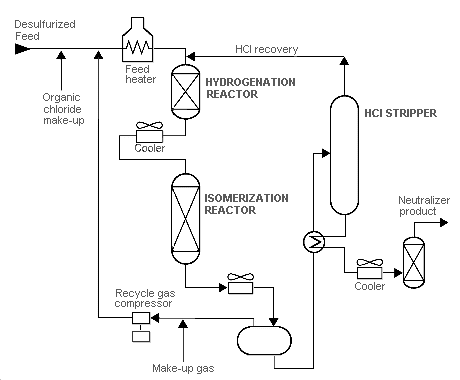 Desulfurized
Feed
HCl recovery
Feed
heater
HYDROGENATION
REACTOR
Organic
chloride
make-up
HCl STRIPPER
Cooler
ISOMERIZATION
REACTOR
Neutralizer
product
Cooler
Recycle gas
compressor
Make-up gas